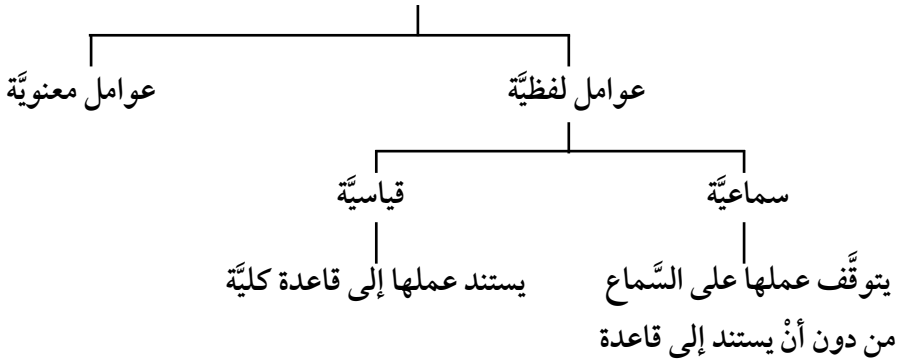 عوامل لفظيَّة
عوامل معنويَّة
سماعيَّة
قياسيَّة
يتوقَّف عملها على السَّماع
يستند عملها إلى قاعدة كليَّة
من دون أنْ يستند إلى قاعدة